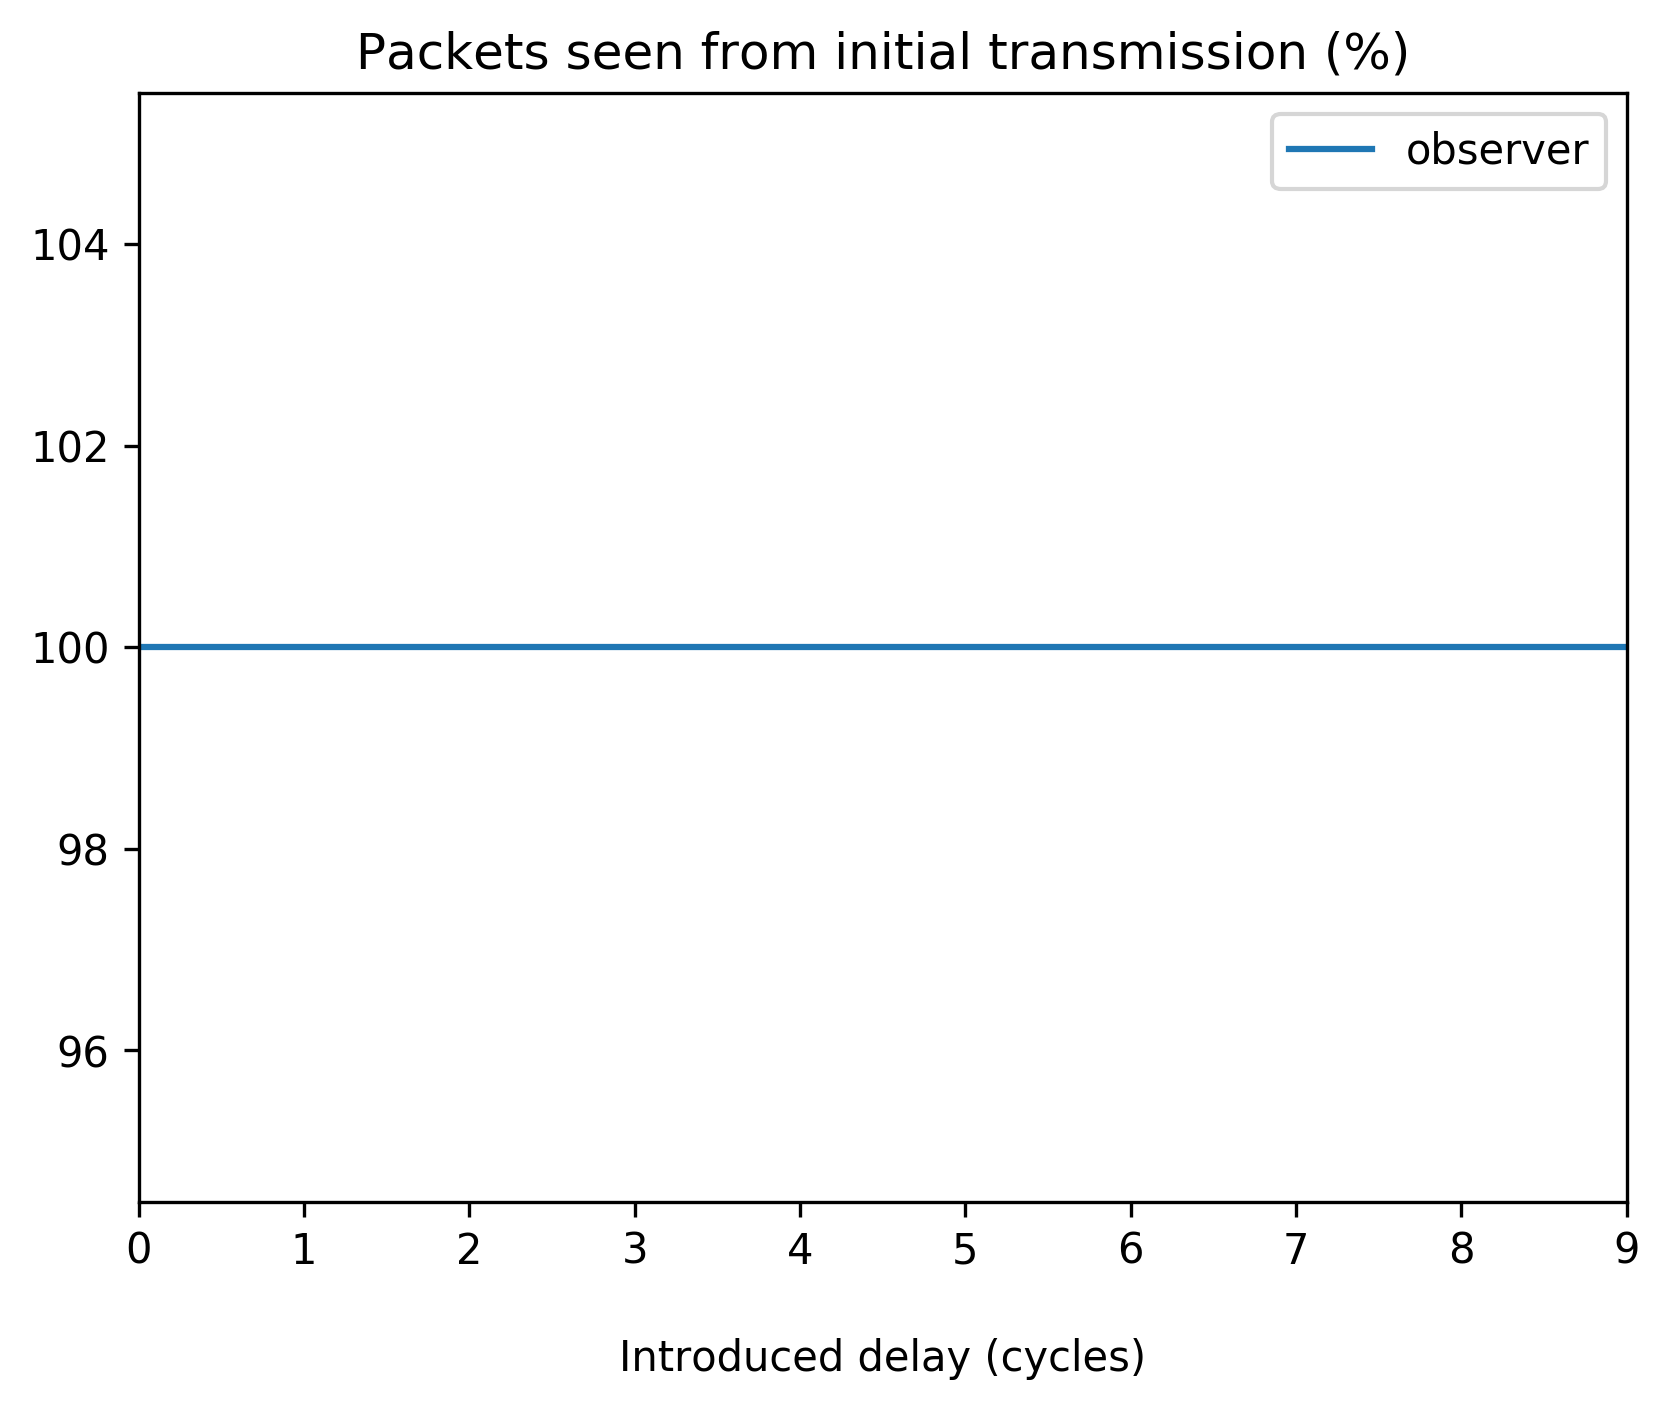 Packets seen from initial transmission (%)
observer
104
102
100
98
96
0 1 2 3 4 5 6 7 8 9
Introduced delay (cycles)